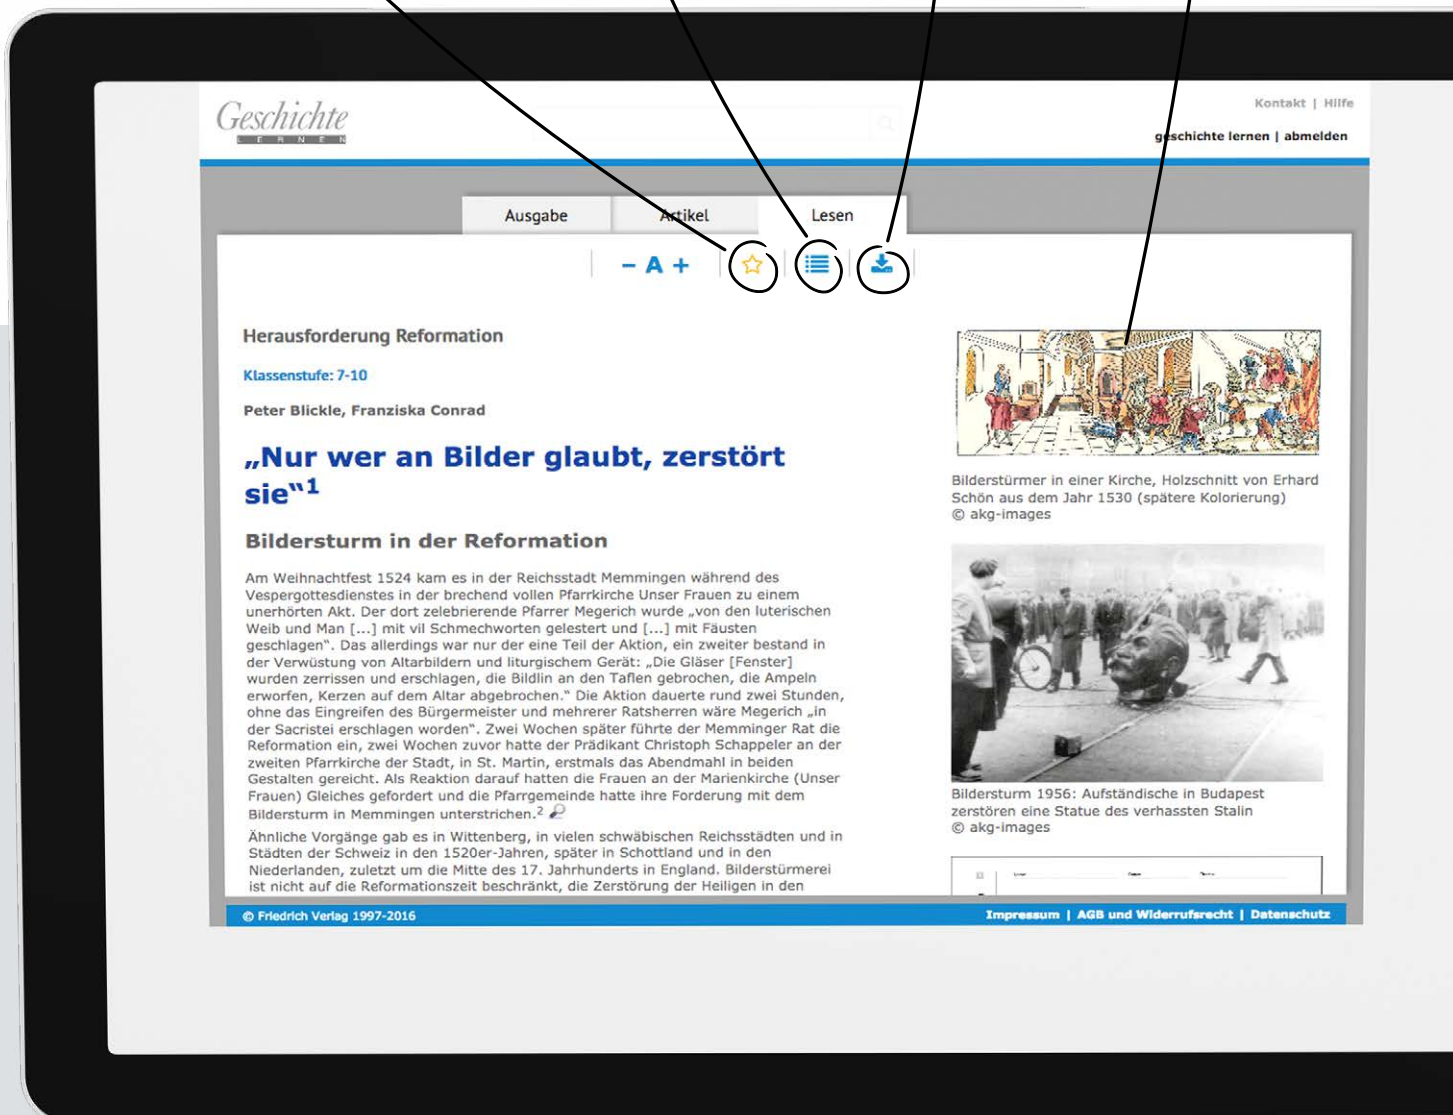 Geschichte
LERNEN
Kontakt | Hilfe
geschichte lernen | abmelden
Ausgabe
Artikel
Lesen
– A +
Herausforderung Reformation
Klassenstufe: 7-10
Peter Blickle, Franziska Conrad
„Nur wer an Bilder glaubt, zerstört
sie“1
Bildersturm in der Reformation
Am Weihnachtfest 1524 kam es in der Reichsstadt Memmingen während des
Vespergottesdienstes in der brechend vollen Pfarrkirche Unser Frauen zu einem
unerhörten Akt. Der dort zelebrierende Pfarrer Megerich wurde „von den luterischen
Weib und Man [...] mit vil Schmechworten gelestert und [...] mit Fäusten
geschlagen“. Das allerdings war nur der eine Teil der Aktion, ein zweiter bestand in
der Verwüstung von Altarbildern und liturgischem Gerät: „Die Gläser [Fenster]
wurden zerrissen und erschlagen, die Bildlin an den Taflen gebrochen, die Ampeln
erworfen, Kerzen auf dem Altar abgebrochen.“ Die Aktion dauerte rund zwei Stunden,
ohne das Eingreifen des Bürgermeister und mehrerer Ratsherren wäre Megerich „in
der Sacristei erschlagen worden“. Zwei Wochen später führte der Memminger Rat die
Reformation ein, zwei Wochen zuvor hatte der Prädikant Christoph Schappeler an der
zweiten Pfarrkirche der Stadt, in St. Martin, erstmals das Abendmahl in beiden
Gestalten gereicht. Als Reaktion darauf hatten die Frauen an der Marienkirche (Unser
Frauen) Gleiches gefordert und die Pfarrgemeinde hatte ihre Forderung mit dem
Bildersturm in Memmingen unterstrichen.2
Ähnliche Vorgänge gab es in Wittenberg, in vielen schwäbischen Reichsstädten und in
Städten der Schweiz in den 1520er-Jahren, später in Schottland und in den
Niederlanden, zuletzt um die Mitte des 17. Jahrhunderts in England. Bilderstürmerei
ist nicht auf die Reformationszeit beschränkt, die Zerstörung der Heiligen in den
Bilderstürmer in einer Kirche, Holzschnitt von Erhard
Schön aus dem Jahr 1530 (spätere Kolorierung)
© akg-images
Bildersturm 1956: Aufständische in Budapest
zerstören eine Statue des verhassten Stalin
© akg-images
© Friedrich Verlag 1997-2016
Impressum | AGB und Widerrufsrecht | Datenschutz